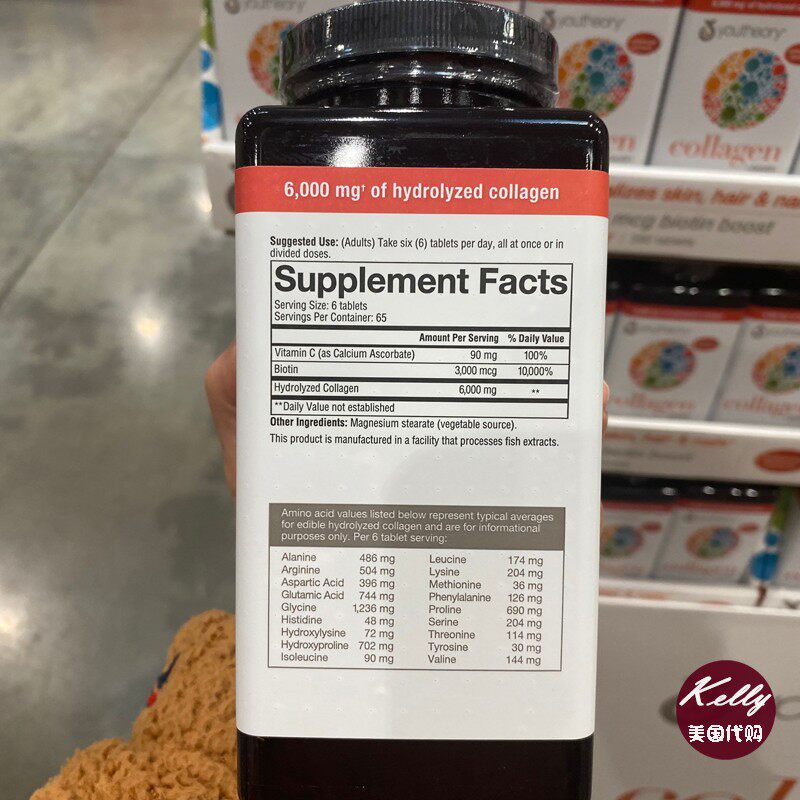 youtheory
youtheory
collagen
6,000 mg† of hydrolyzed collagen
Suggested Use: (Adults) Take six (6) tablets per day, all at once or in
divided doses.
Supplement Facts
Serving Size: 6 tablets
Servings Per Container: 65
Amount Per Serving % Daily Value
Vitamin C (as Calcium Ascorbate) 90 mg 100%
Biotin 3,000 mcg 10,000%
Hydrolyzed Collagen 6,000 mg **
**Daily Value not established
Other Ingredients: Magnesium stearate (vegetable source).
This product is manufactured in a facility that processes fish extracts.
Amino acid values listed below represent typical averages
for edible hydrolyzed collagen and are for informational
purposes only. Per 6 tablet serving:
Alanine 486 mg Leucine 174 mg
Arginine 504 mg Lysine 204 mg
Aspartic Acid 396 mg Methionine 36 mg
Glutamic Acid 744 mg Phenylalanine 126 mg
Glycine 1,236 mg Proline 690 mg
Histidine 48 mg Serine 204 mg
Hydroxylysine 72 mg Threonine 114 mg
Hydroxyproline 702 mg Tyrosine 30 mg
Isoleucine 90 mg Valine 144 mg
skin, hair &
mcg biotin boost
collagen
collagen
Kelly
美国代购